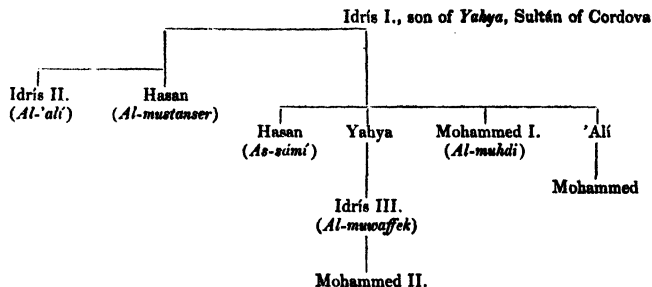 Idrís I., son of Yahya, Sultán of Cordova
Idrís II. Hasan
(Al-'alí) (Al-mustanser)
Hasan Yahya Mohammed I. 'Alí
(As-sámí) (Al-muhdi)
Mohammed
Idrís III.
(Al-muwaffek)
Mohammed II.